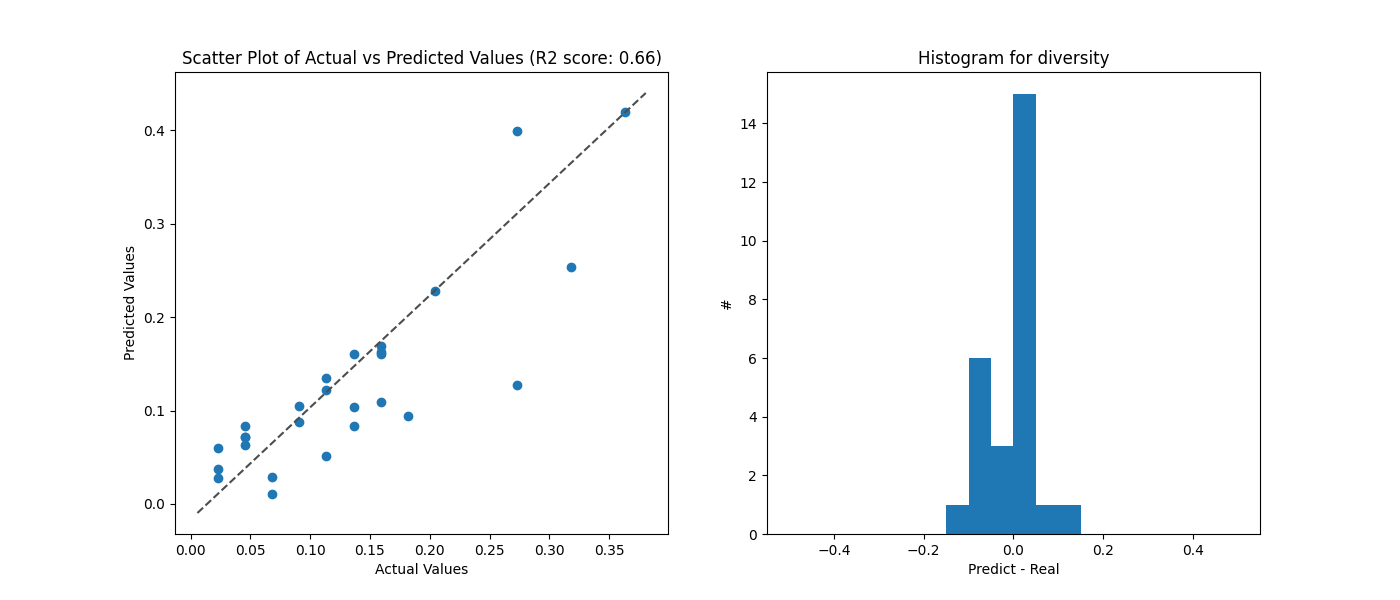 Scatter Plot of Actual vs Predicted Values (R2 score: 0.66)
Predicted Values
0.4
0.3
0.2
0.1
0.0
0.00 0.05 0.10 0.15 0.20 0.25 0.30 0.35
Actual Values
Histogram for diversity
#
14
12
10
8
6
4
2
0
−0.4 −0.2 0.0 0.2 0.4
Predict - Real